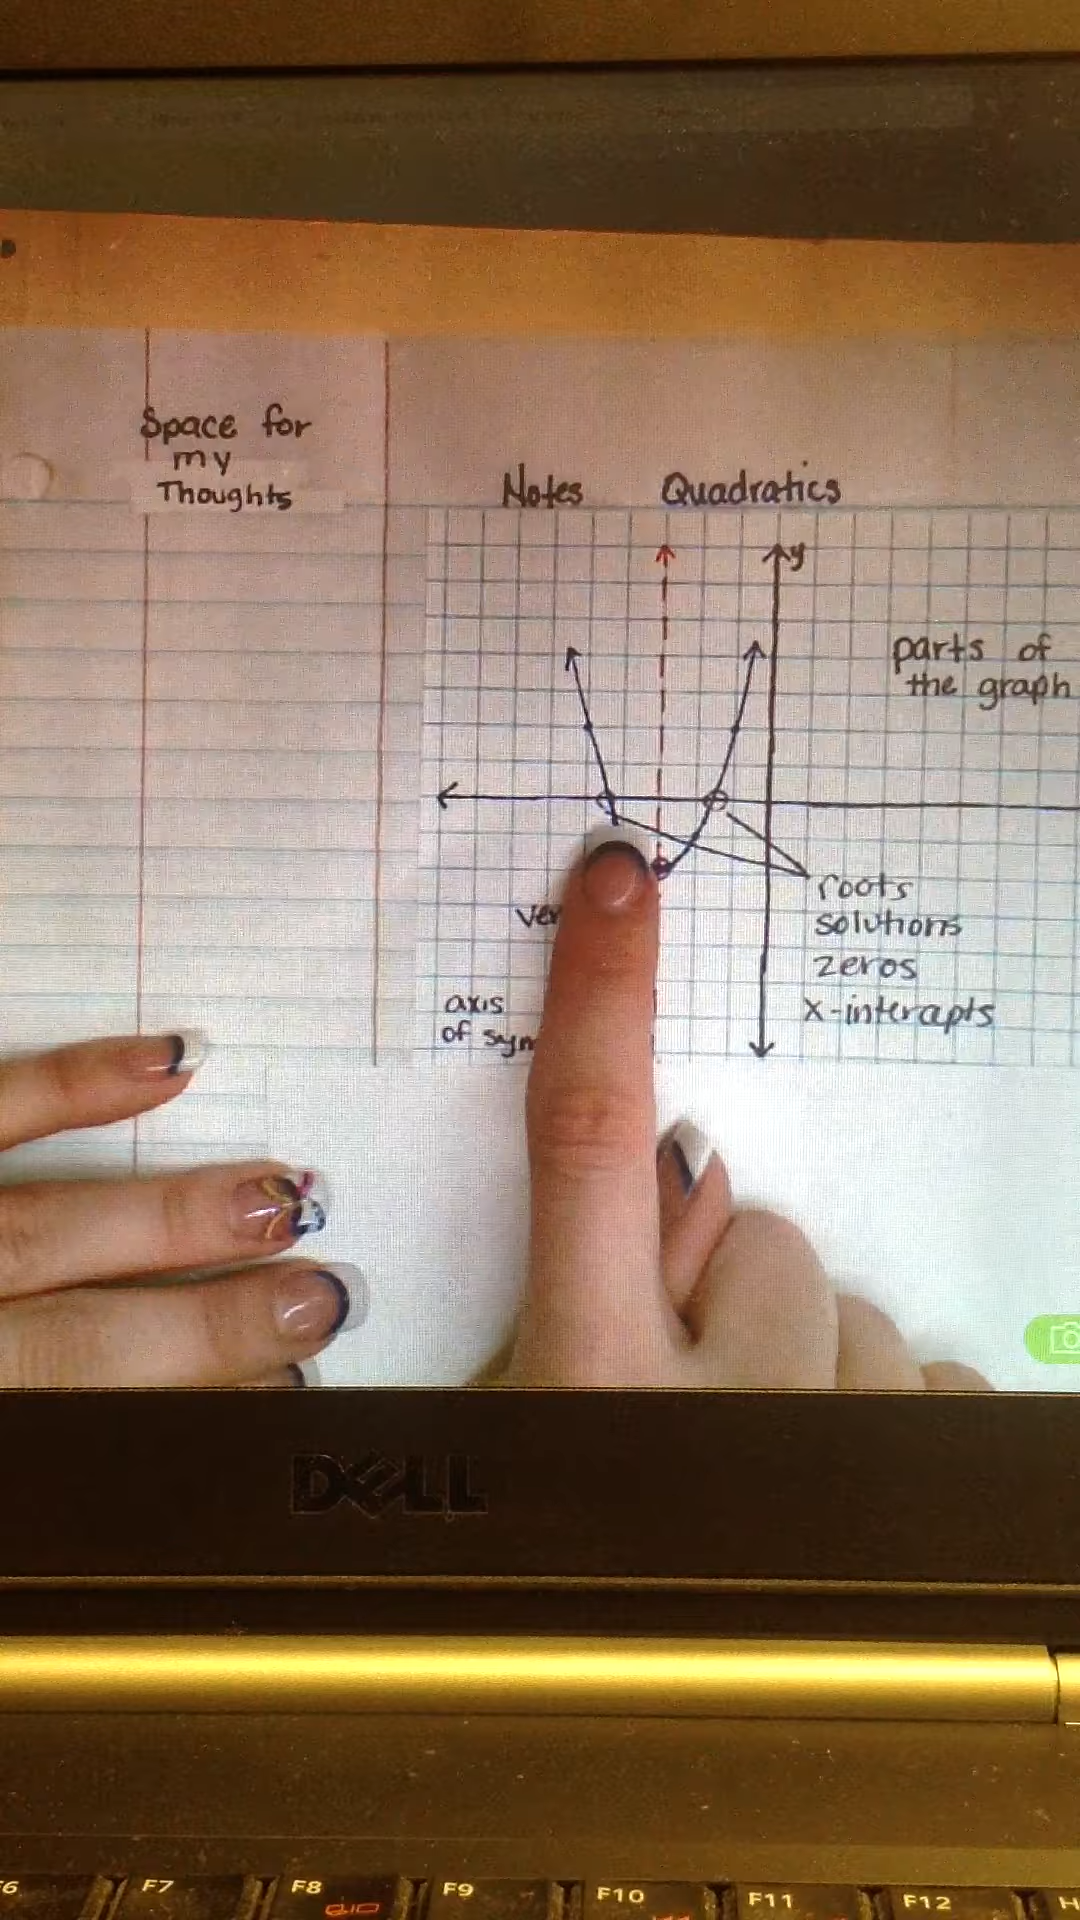 Space for
my
Thoughts
Notes Quadratics
y
parts of
the graph
roots
solutions
zeros
x-interapts
axis
of
DELL
F7
F8
F9
F10
F11
F12